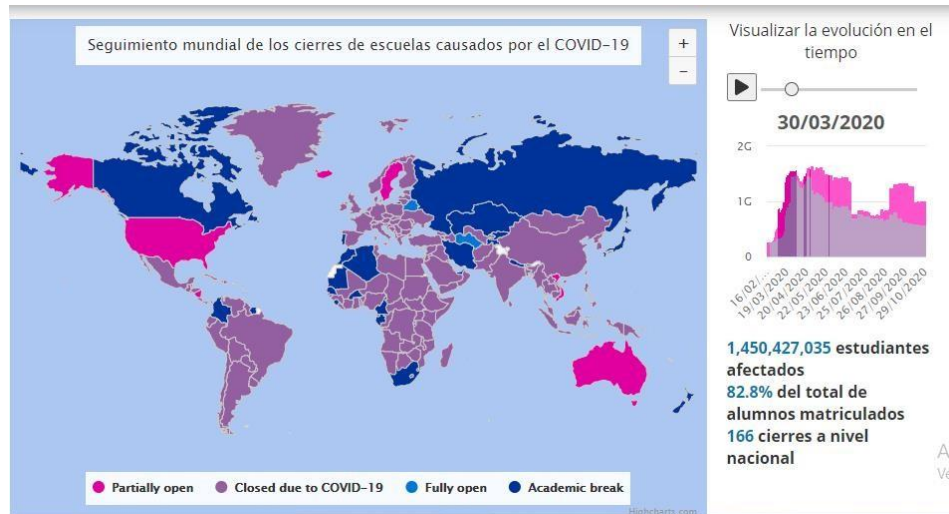 Seguimiento mundial de los cierres de escuelas causados por el COVID-19
+
−
Partially open
Closed due to COVID-19
Fully open
Academic break
Highcharts.com
Visualizar la evolución en el
tiempo
30/03/2020
2G
1G
0
16/02/...
19/03/2020
20/04/2020
22/05/2020
23/06/2020
25/07/2020
26/08/2020
27/09/2020
29/10/2020
1,450,427,035 estudiantes
afectados
82.8% del total de
alumnos matriculados
166 cierres a nivel
nacional